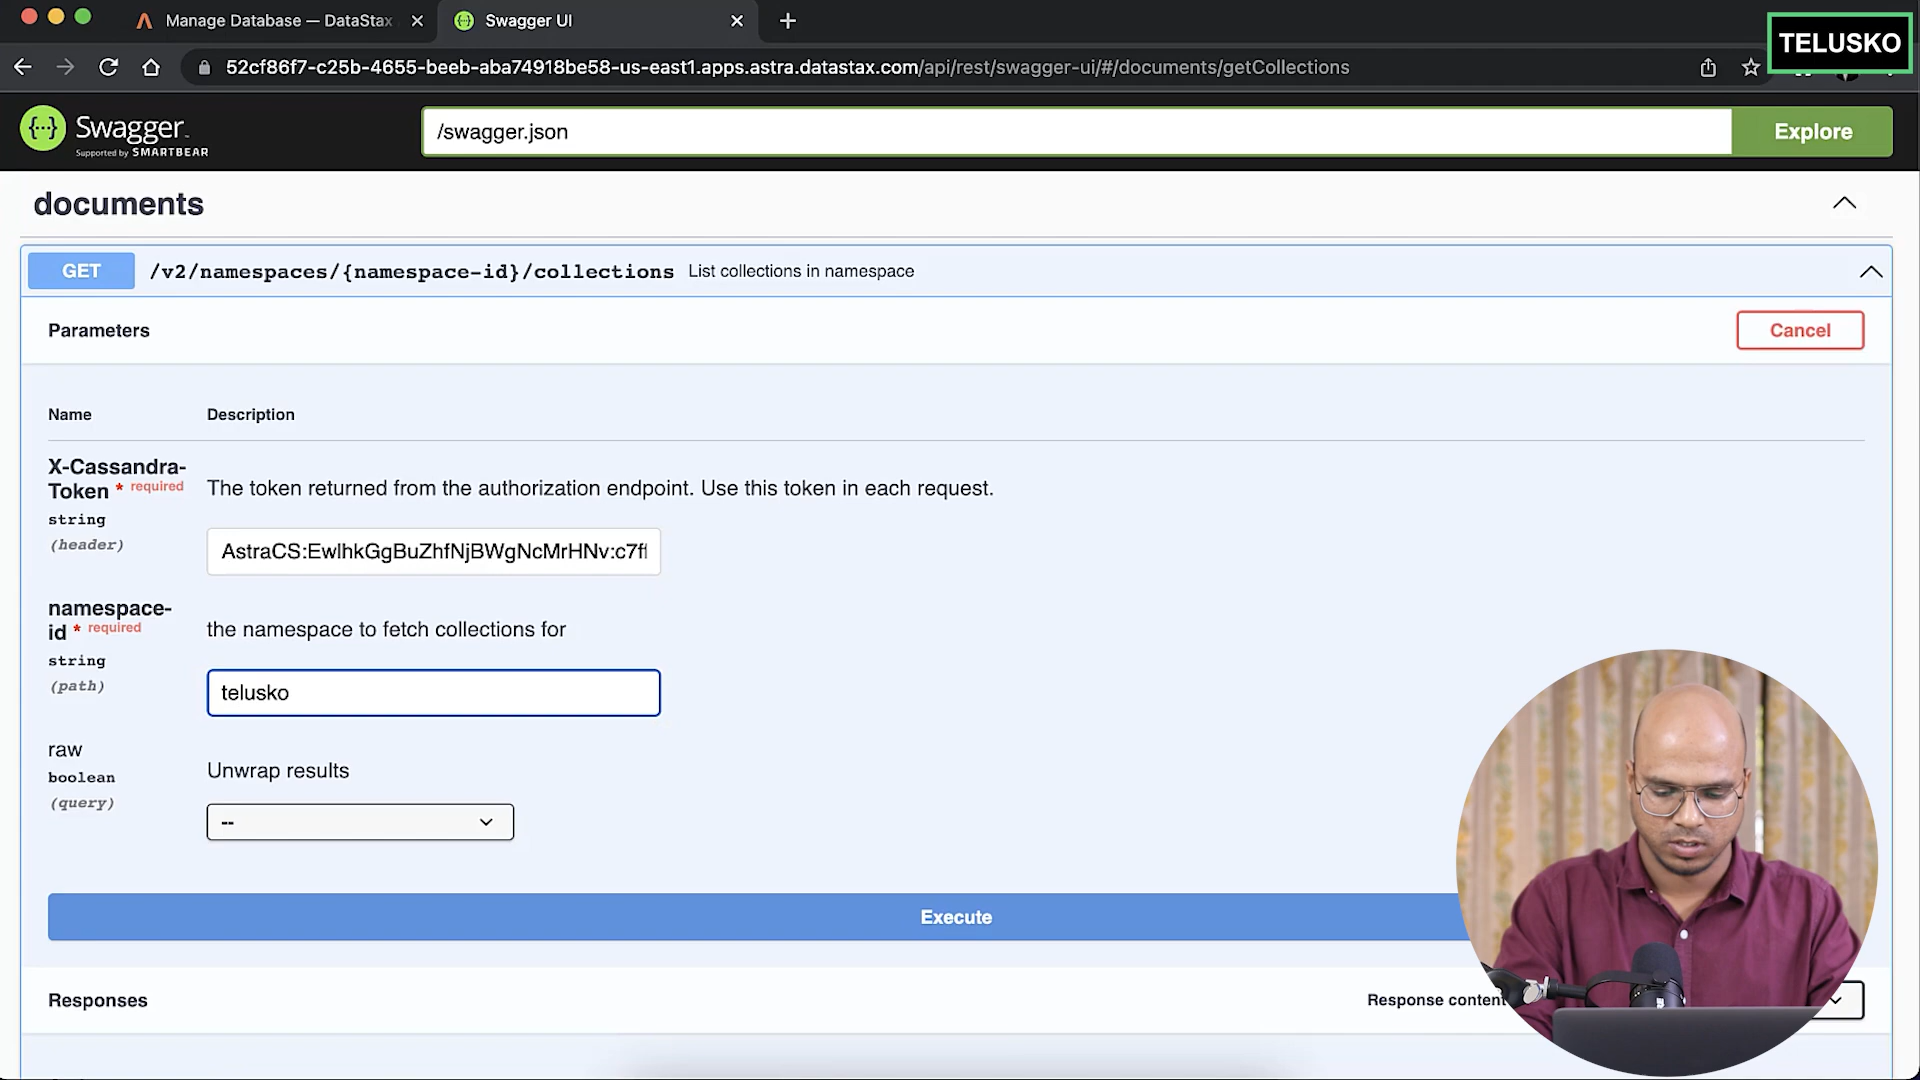 Manage Database — DataStax
Swagger UI
TELUSKO
52cf86f7-c25b-4655-beeb-aba74918be58-us-east1.apps.astra.datastax.com/api/rest/swagger-ui/#/documents/getCollections
Swagger
Supported by SMARTBEAR
/swagger.json
Explore
documents
GET /v2/namespaces/{namespace-id}/collections List collections in namespace
Parameters
Cancel
Name Description
X-Cassandra-
Token * required
string
(header)
The token returned from the authorization endpoint. Use this token in each request.
AstraCS:EwlhkGgBuZhfNjBWgNcMrHNv:c7f
namespace-
id * required
string
(path)
the namespace to fetch collections for
telusko
raw
boolean
(query)
Unwrap results
--
Execute
Responses
Response content